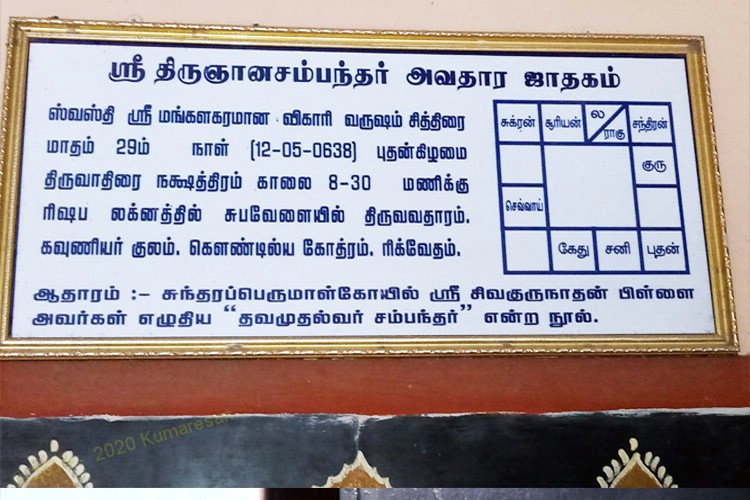 ஸ்ரீ திருஞானசம்பந்தர் அவதார ஜாதகம்
ஸ்வஸ்தி ஸ்ரீ மங்களகரமான விகாரி வருஷம் சித்திரை
மாதம் 29ம் நாள் (12-05-0638) புதன்கிழமை
திருவாதிரை நக்ஷத்திரம் காலை 8-30 மணிக்கு
ரிஷப லக்னத்தில் சுபவேளையில் திருவவதாரம்.
கவுணியர் குலம். கௌண்டில்ய கோத்ரம். ரிக்வேதம்.
சுக்ரன் சூரியன் ல ராகு சந்திரன்
குரு
செவ்வாய்
கேது சனி புதன்
ஆதாரம் :- சுந்தரப்பெருமாள்கோயில் ஸ்ரீ சிவகுருநாதன் பிள்ளை
அவர்கள் எழுதிய "தவமுதல்வர் சம்பந்தர்" என்ற நூல்.
2020 Kumaresan